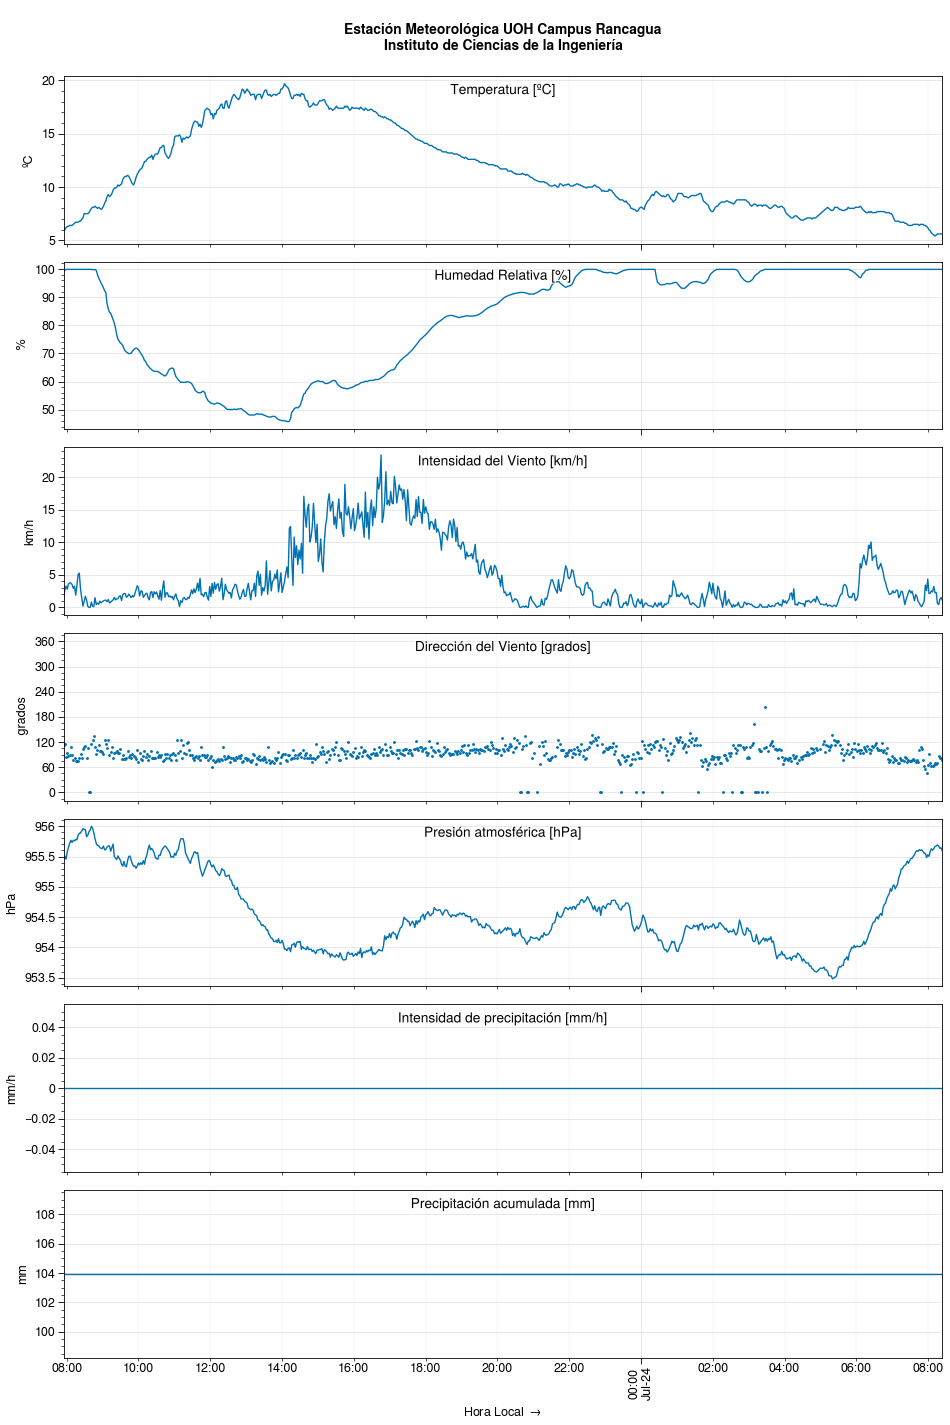 Estación Meteorológica UOH Campus Rancagua
Instituto de Ciencias de la Ingeniería
Temperatura [ºC]
ºC
20
15
10
5
Humedad Relativa [%]
%
100
90
80
70
60
50
Intensidad del Viento [km/h]
km/h
20
15
10
5
0
Dirección del Viento [grados]
grados
360
300
240
180
120
60
0
Presión atmosférica [hPa]
hPa
956
955.5
955
954.5
954
953.5
Intensidad de precipitación [mm/h]
mm/h
0.04
0.02
0
−0.02
−0.04
Precipitación acumulada [mm]
mm
108
106
104
102
100
08:00 10:00 12:00 14:00 16:00 18:00 20:00 22:00 00:00 02:00 04:00 06:00 08:00
Jul-24
Hora Local →